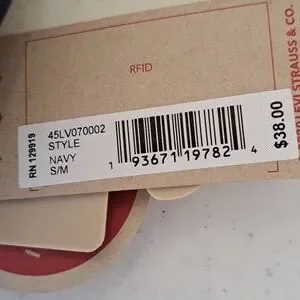 RFID
LEVI STRAUSS & CO.
RN 129919
45LV070002
STYLE
NAVY
S/M
1 93671 19782 4
$38.00